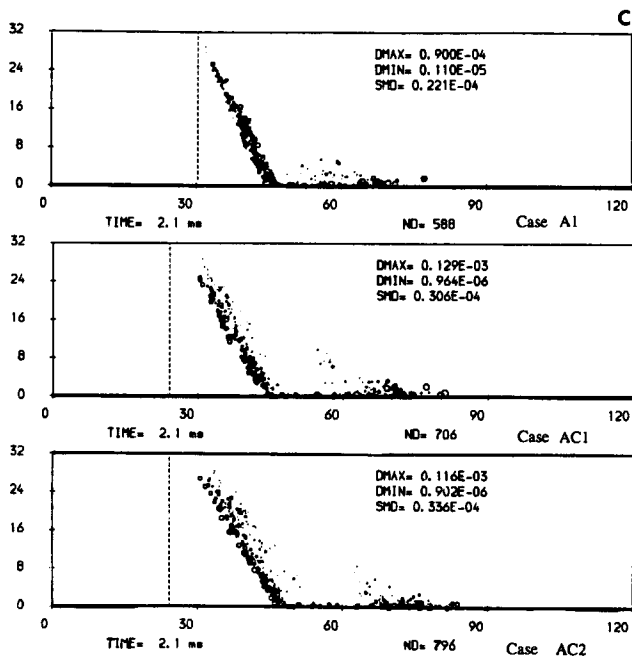 C
32
24
16
8
0
DMAX= 0.900E-04
DMIN= 0.110E-05
SMD= 0.221E-04
0 30 60 90 120
TIME= 2.1 ms ND= 588 Case A1
32
24
16
8
0
DMAX= 0.129E-03
DMIN= 0.964E-06
SMD= 0.306E-04
0 30 60 90 120
TIME= 2.1 ms ND= 706 Case AC1
32
24
16
8
0
DMAX= 0.116E-03
DMIN= 0.902E-06
SMD= 0.336E-04
0 30 60 90 120
TIME= 2.1 ms ND= 796 Case AC2